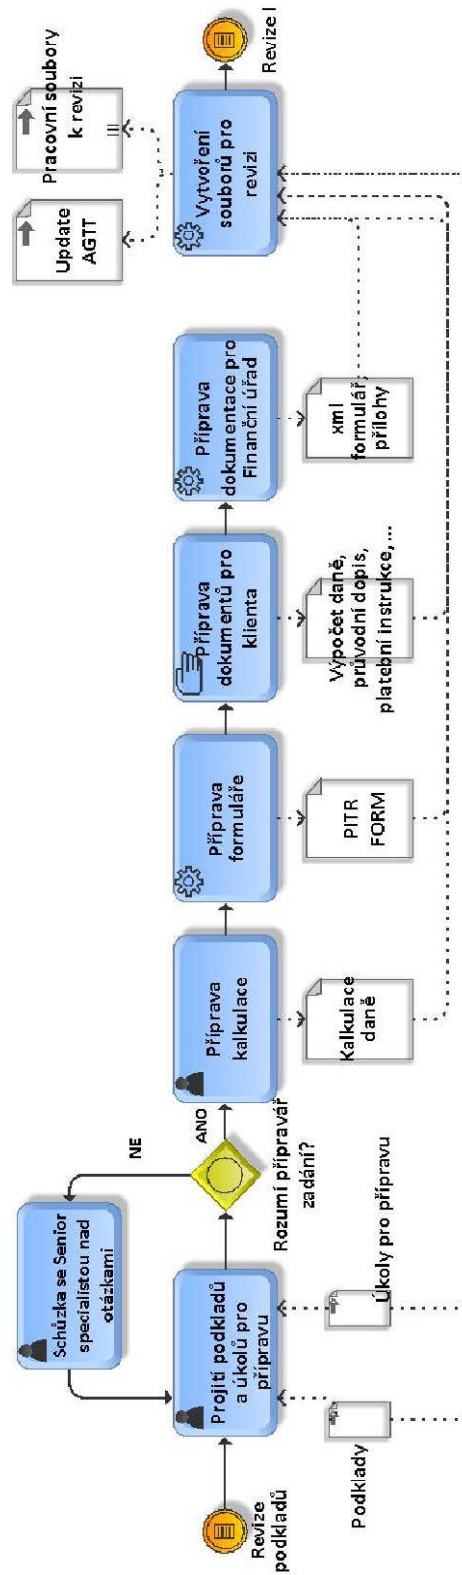 Revize
podkladů
Projití podkladů
a úkolů pro
přípravu
Schůzka se Senior
specialistou nad
otázkami
NE
ANO
Rozumí přípravář
zadání?
Podklady
Úkoly pro přípravu
Příprava
kalkulace
Kalkulace
daně
Příprava
formuláře
PITR
FORM
Příprava
dokumentů pro
klienta
Výpočet daně,
průvodní dopis,
platební instrukce,...
Příprava
dokumentace pro
Finanční úřad
xml
formulář,
přílohy
Vytvoření
souborů pro
revizi
Update
AGTT
Pracovní soubory
k revizi
Revize I